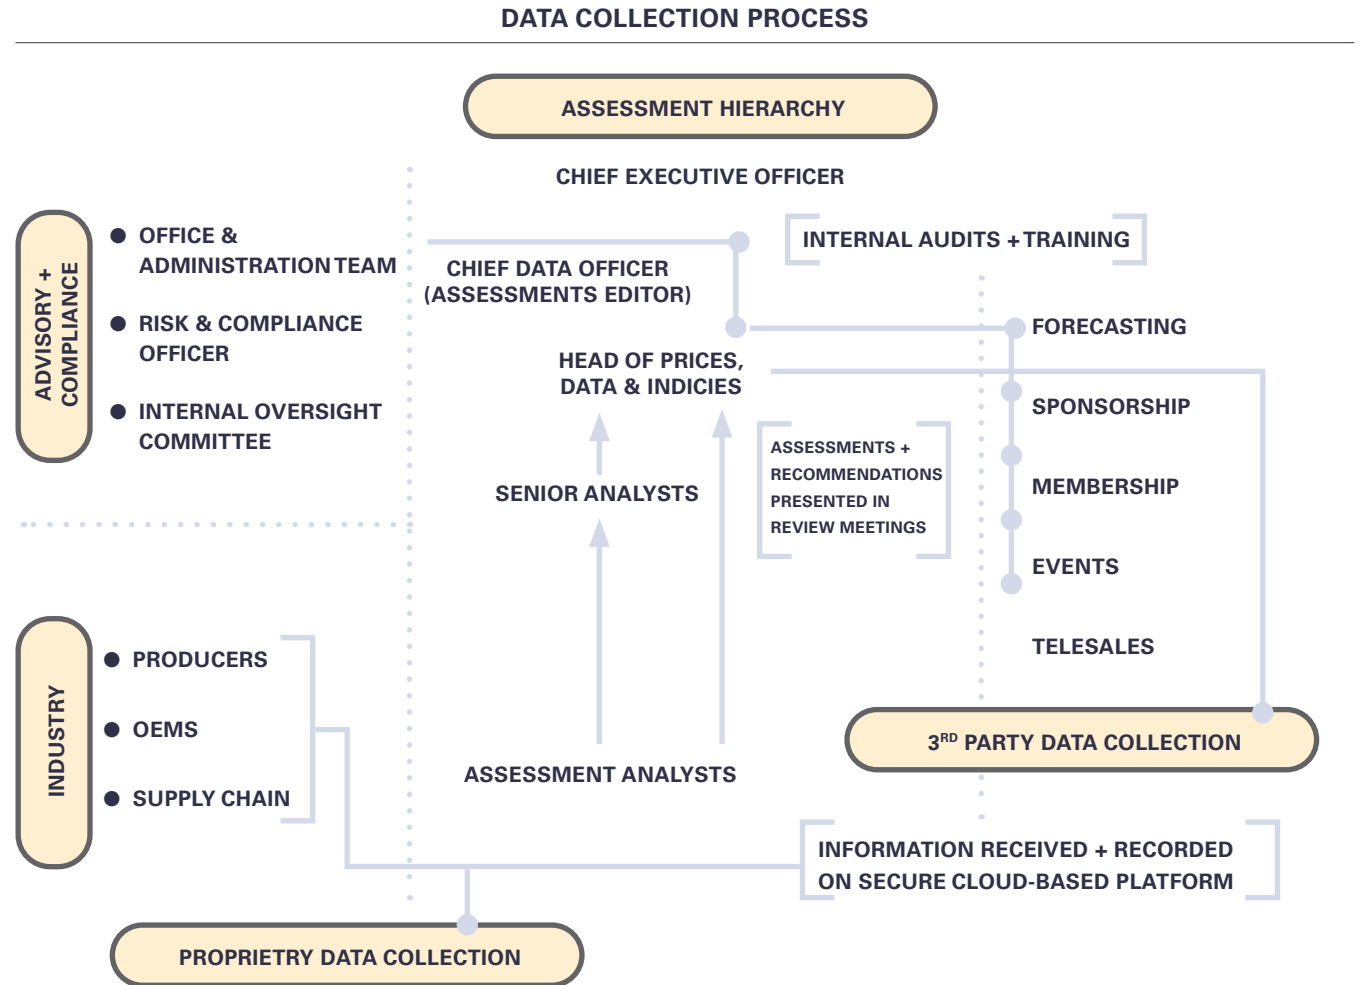 DATA COLLECTION PROCESS
ASSESSMENT HIERARCHY
CHIEF EXECUTIVE OFFICER
ADVISORY +
COMPLIANCE
OFFICE &
ADMINISTRATION TEAM
RISK & COMPLIANCE
OFFICER
INTERNAL OVERSIGHT
COMMITTEE
CHIEF DATA OFFICER
(ASSESSMENTS EDITOR)
INTERNAL AUDITS + TRAINING
HEAD OF PRICES,
DATA & INDICIES
SENIOR ANALYSTS
ASSESSMENTS +
RECOMMENDATIONS
PRESENTED IN
REVIEW MEETINGS
FORECASTING
SPONSORSHIP
MEMBERSHIP
EVENTS
TELESALES
INDUSTRY
PRODUCERS
OEMS
SUPPLY CHAIN
ASSESSMENT ANALYSTS
3RD PARTY DATA COLLECTION
INFORMATION RECEIVED + RECORDED
ON SECURE CLOUD-BASED PLATFORM
PROPRIETRY DATA COLLECTION